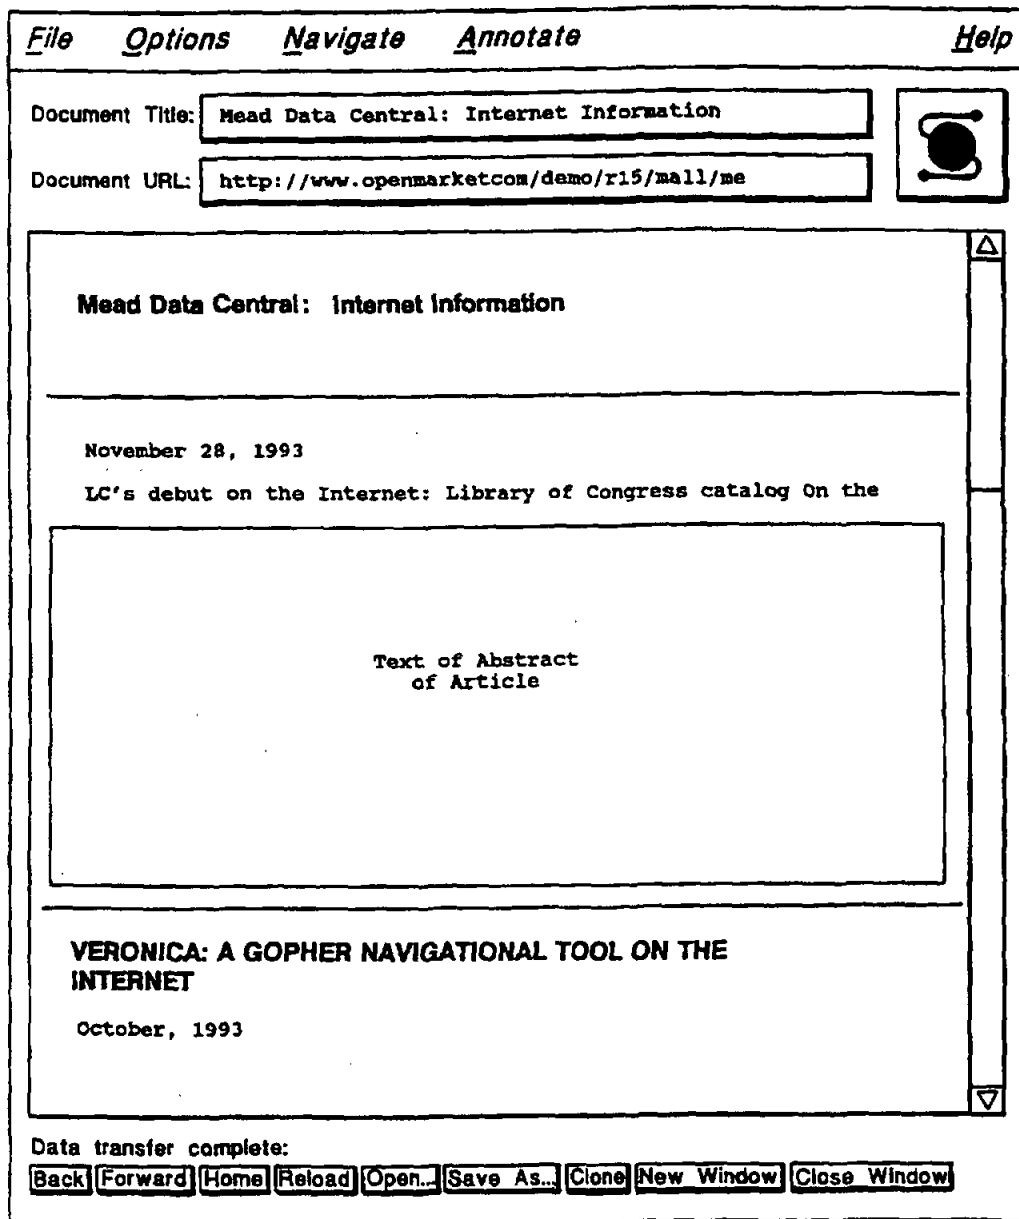 File Options Navigate Annotate Help
Document Title: Mead Data Central: Internet Information
Document URL: http://www.openmarketcom/demo/r15/mall/me
Mead Data Central: Internet Information
November 28, 1993
LC's debut on the Internet: Library of Congress catalog On the
Text of Abstract
of Article
VERONICA: A GOPHER NAVIGATIONAL TOOL ON THE
INTERNET
October, 1993
Data transfer complete:
Back Forward Home Reload Open... Save As... Clone New Window Close Window